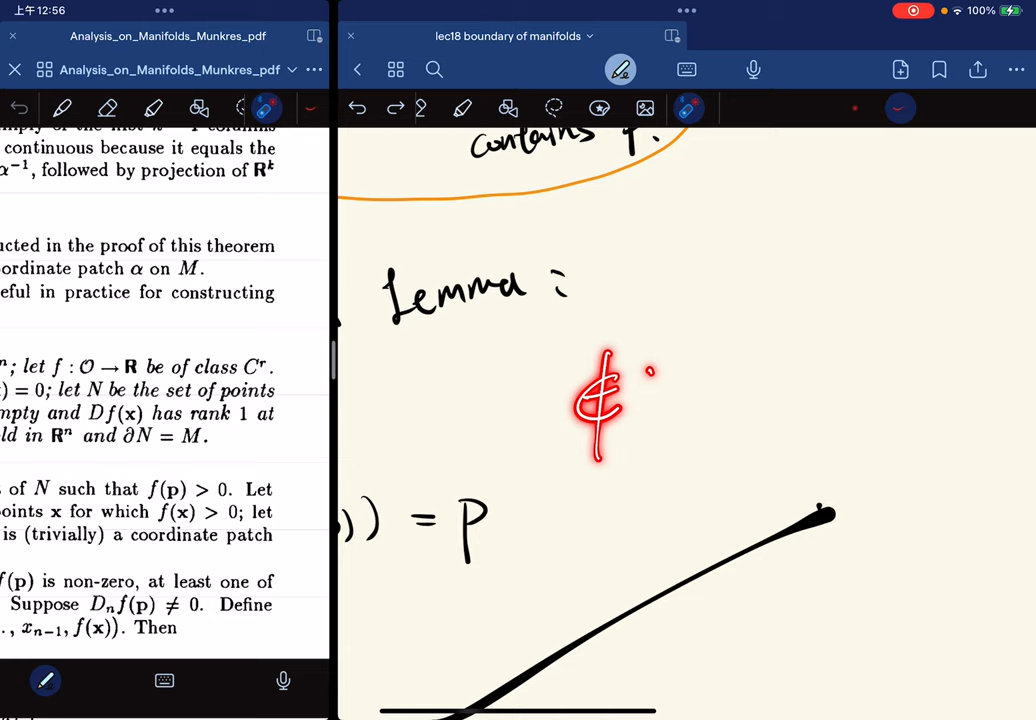 上午12:56
100%
Analysis_on_Manifolds_Munkres_pdf
lec18 boundary of manifolds
Analysis_on_Manifolds_Munkres_pdf
continuous because it equals the
α⁻¹, followed by projection of Rᵏ
ucted in the proof of this theorem
ordinate patch α on M.
eful in practice for constructing
ⁿ; let f : O → R be of class Cʳ.
) = 0; let N be the set of points
mpty and Df(x) has rank 1 at
ld in Rⁿ and ∂N = M.
of N such that f(p) > 0. Let
points x for which f(x) > 0; let
is (trivially) a coordinate patch
f(p) is non-zero, at least one of
Suppose Dₙf(p) ≠ 0. Define
., xₙ₋₁, f(x)). Then
contains p.
Lemma :
∉
)) = P